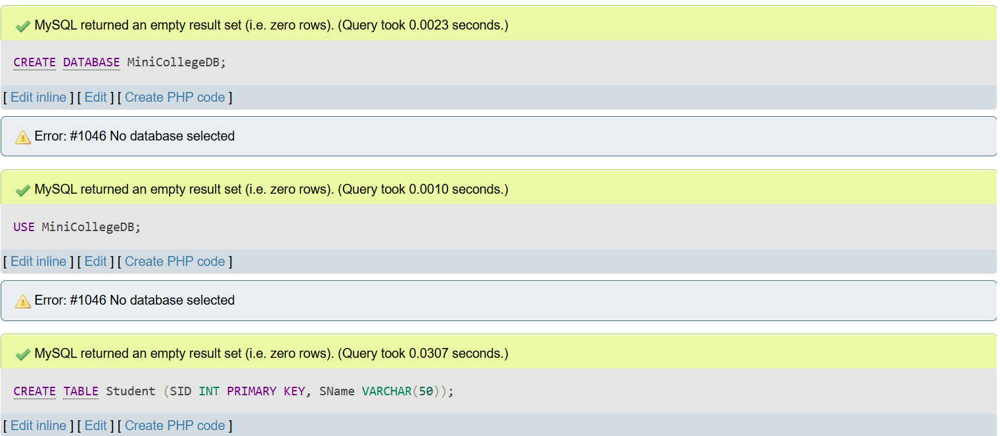 MySQL returned an empty result set (i.e. zero rows). (Query took 0.0023 seconds.)
CREATE DATABASE MiniCollegeDB;
[ Edit inline ] [ Edit ] [ Create PHP code ]
Error: #1046 No database selected
MySQL returned an empty result set (i.e. zero rows). (Query took 0.0010 seconds.)
USE MiniCollegeDB;
[ Edit inline ] [ Edit ] [ Create PHP code ]
Error: #1046 No database selected
MySQL returned an empty result set (i.e. zero rows). (Query took 0.0307 seconds.)
CREATE TABLE Student (SID INT PRIMARY KEY, SName VARCHAR(50));
[ Edit inline ] [ Edit ] [ Create PHP code ]